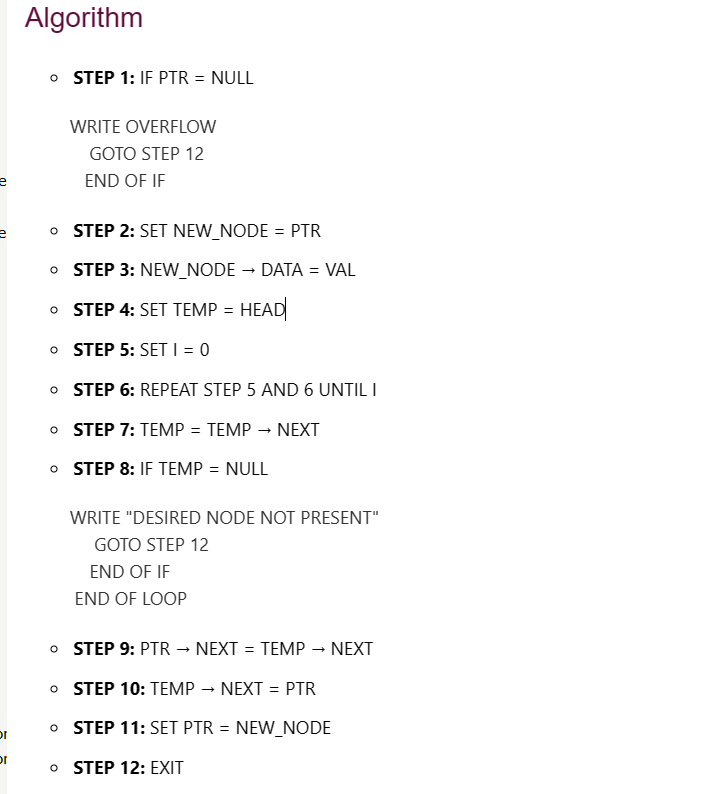 Algorithm
STEP 1: IF PTR = NULL
WRITE OVERFLOW
GOTO STEP 12
END OF IF
STEP 2: SET NEW_NODE = PTR
STEP 3: NEW_NODE → DATA = VAL
STEP 4: SET TEMP = HEAD
STEP 5: SET I = 0
STEP 6: REPEAT STEP 5 AND 6 UNTIL I
STEP 7: TEMP = TEMP → NEXT
STEP 8: IF TEMP = NULL
WRITE "DESIRED NODE NOT PRESENT"
GOTO STEP 12
END OF IF
END OF LOOP
STEP 9: PTR → NEXT = TEMP → NEXT
STEP 10: TEMP → NEXT = PTR
STEP 11: SET PTR = NEW_NODE
STEP 12: EXIT